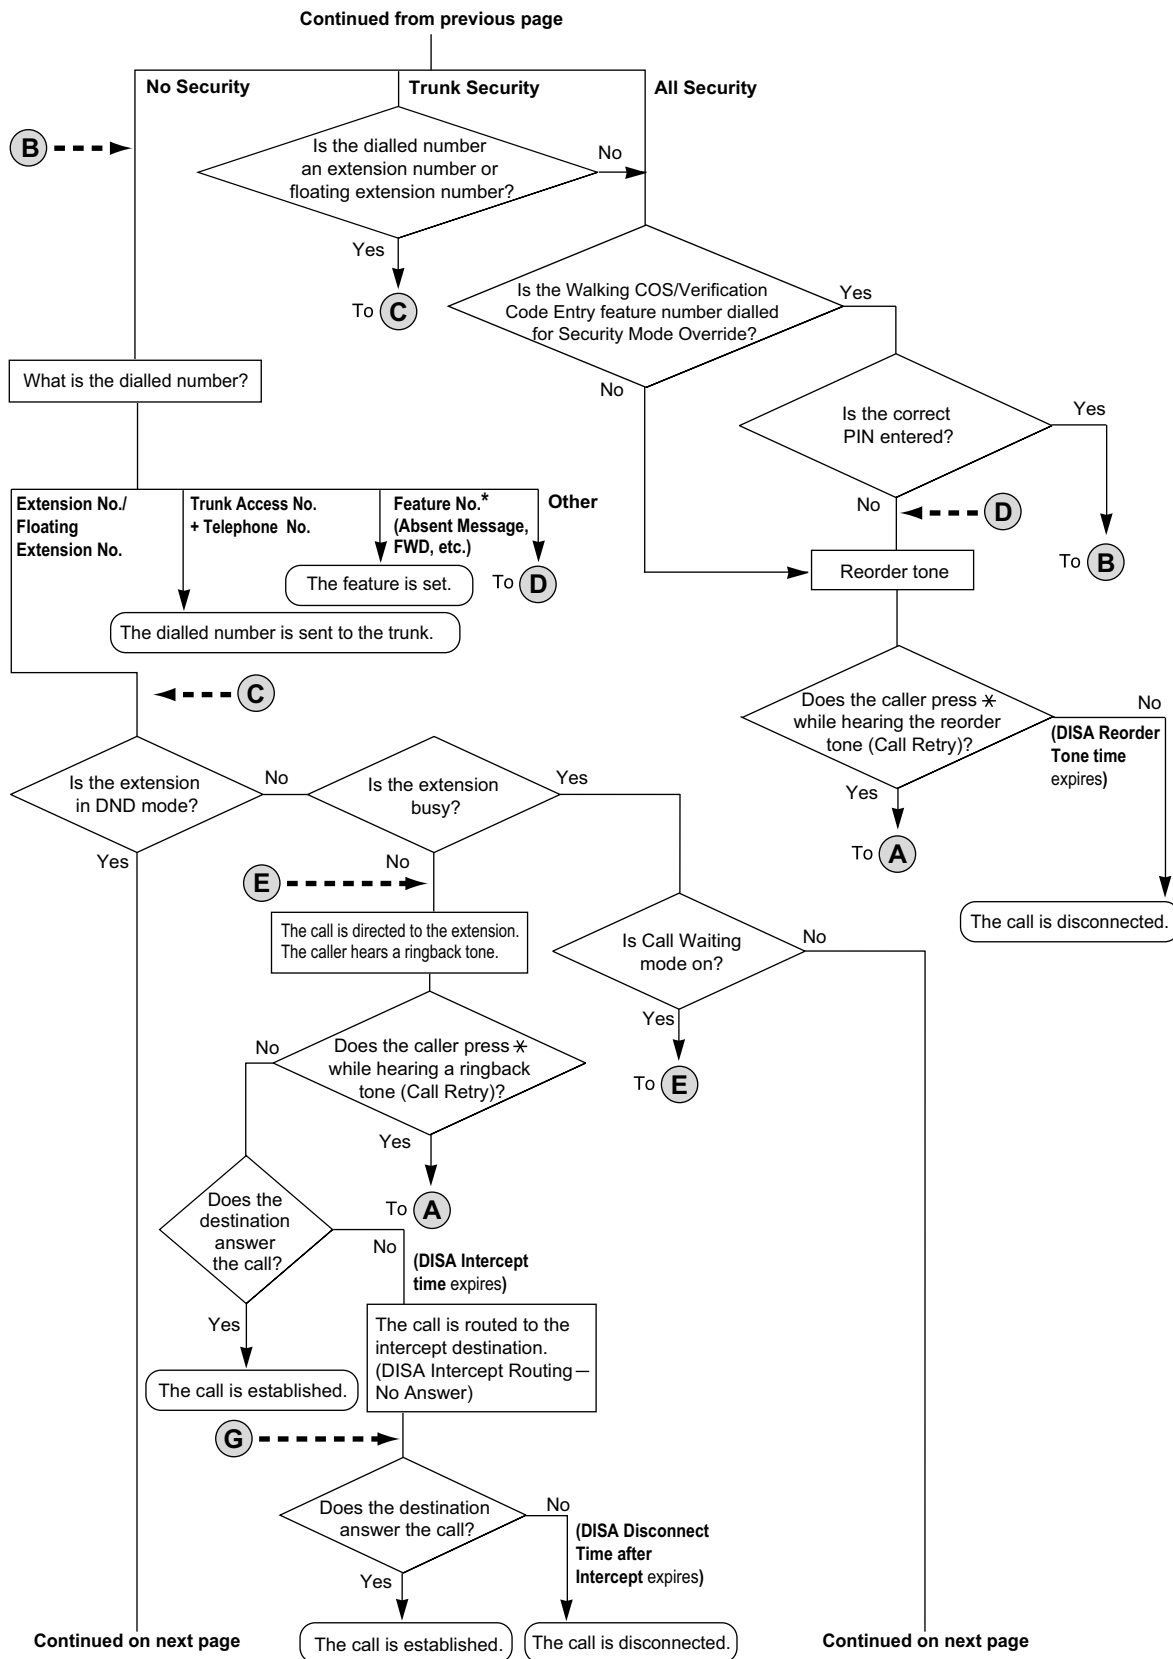 Continued from previous page
No Security
Trunk Security
All Security
B
Is the dialled number
an extension number or
floating extension number?
No
Yes
To C
Is the Walking COS/Verification
Code Entry feature number dialled
for Security Mode Override?
Yes
No
What is the dialled number?
Is the correct
PIN entered?
Yes
No
D
To B
Extension No./
Floating
Extension No.
Trunk Access No.
+ Telephone No.
Feature No.*
(Absent Message,
FWD, etc.)
Other
The feature is set.
To D
The dialled number is sent to the trunk.
Reorder tone
C
Does the caller press *
while hearing the reorder
tone (Call Retry)?
No
(DISA Reorder
Tone time
expires)
Yes
To A
The call is disconnected.
Is the extension
in DND mode?
No
Yes
Is the extension
busy?
Yes
No
E
The call is directed to the extension.
The caller hears a ringback tone.
Is Call Waiting
mode on?
No
Yes
To E
Does the caller press *
while hearing a ringback
tone (Call Retry)?
No
Yes
To A
Does the
destination
answer
the call?
No
(DISA Intercept
time expires)
Yes
The call is established.
The call is routed to the
intercept destination.
(DISA Intercept Routing—
No Answer)
G
Does the destination
answer the call?
No
(DISA Disconnect
Time after
Intercept expires)
Yes
The call is established.
The call is disconnected.
Continued on next page
Continued on next page